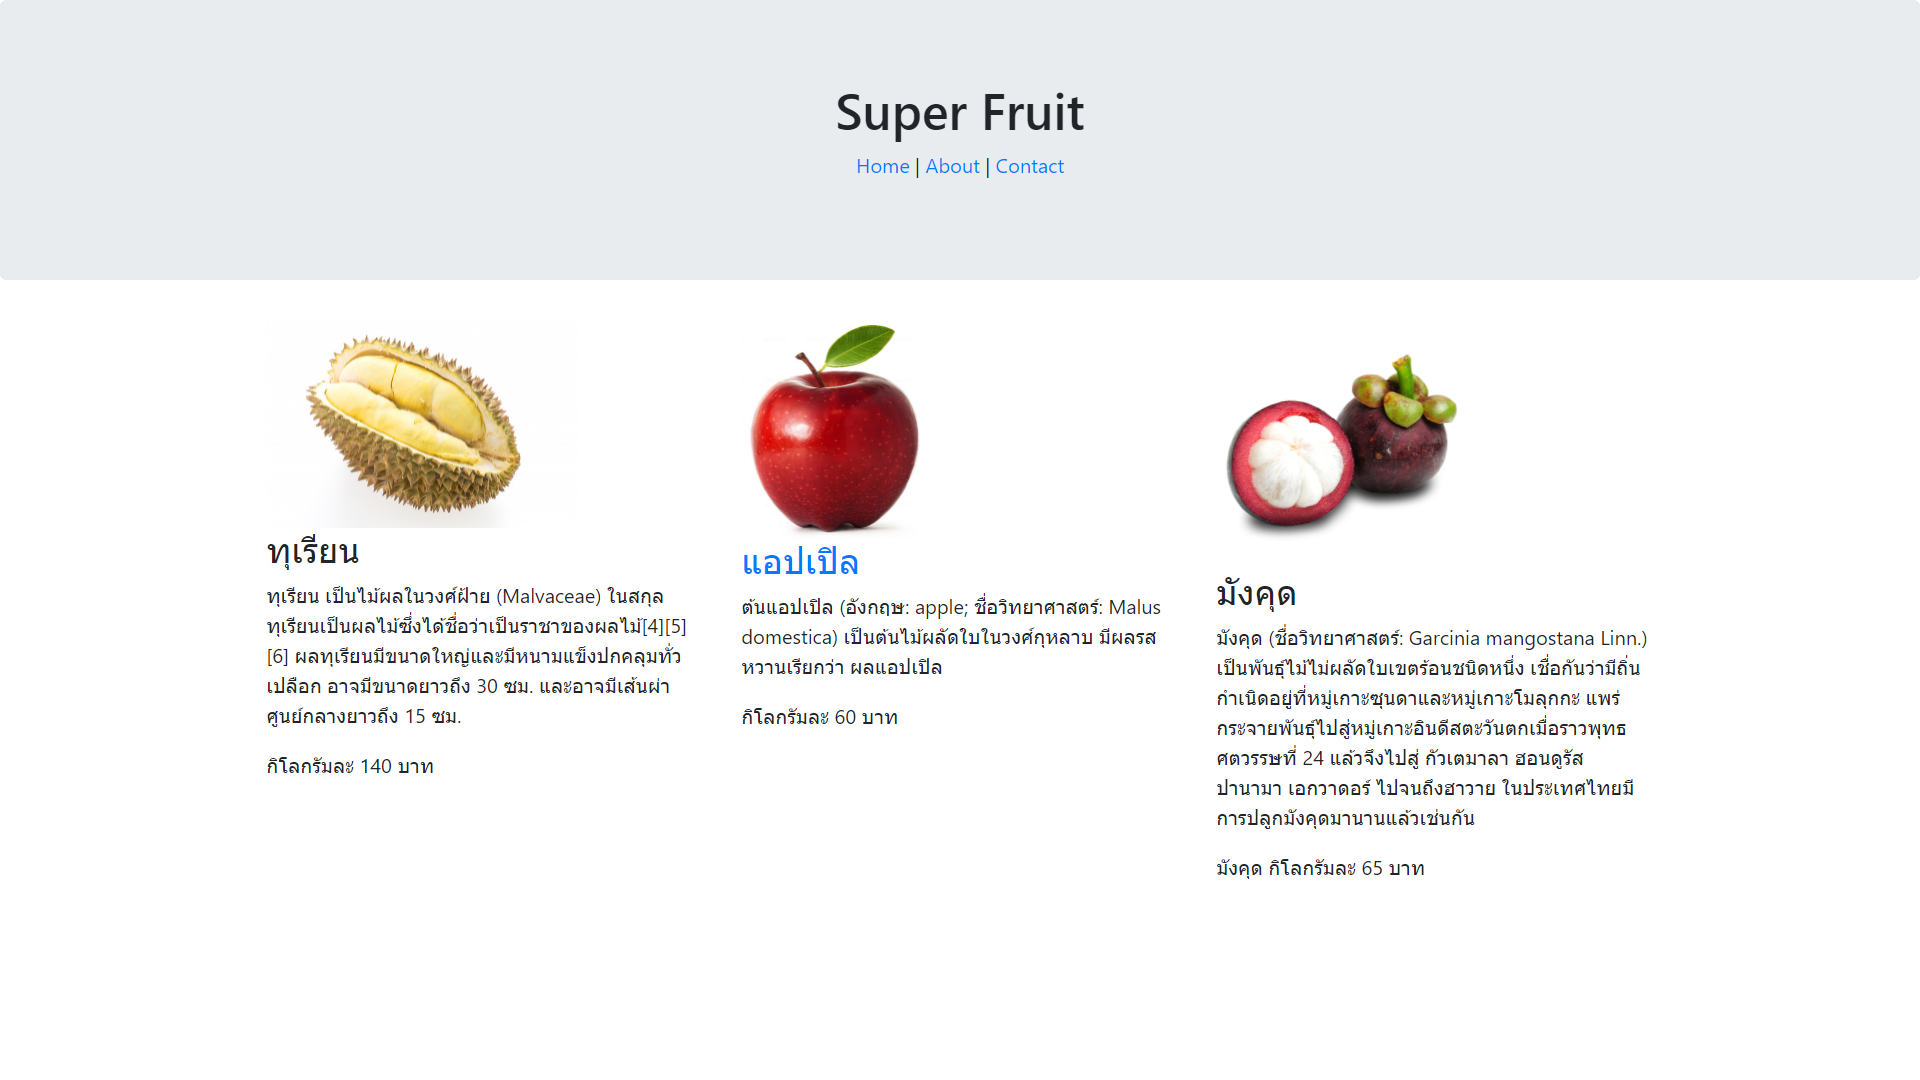 Super Fruit
Home | About | Contact
ทุเรียน
ทุเรียน เป็นไม้ผลในวงศ์ฝ้าย (Malvaceae) ในสกุล
ทุเรียนเป็นผลไม้ซึ่งได้ชื่อว่าเป็นราชาของผลไม้[4][5]
[6] ผลทุเรียนมีขนาดใหญ่และมีหนามแข็งปกคลุมทั่ว
เปลือก อาจมีขนาดยาวถึง 30 ซม. และอาจมีเส้นผ่า
ศูนย์กลางยาวถึง 15 ซม.
กิโลกรัมละ 140 บาท
แอปเปิล
ต้นแอปเปิล (อังกฤษ: apple; ชื่อวิทยาศาสตร์: Malus
domestica) เป็นต้นไม้ผลัดใบในวงศ์กุหลาบ มีผลรส
หวานเรียกว่า ผลแอปเปิล
กิโลกรัมละ 60 บาท
มังคุด
มังคุด (ชื่อวิทยาศาสตร์: Garcinia mangostana Linn.)
เป็นพันธุ์ไม้ไม่ผลัดใบเขตร้อนชนิดหนึ่ง เชื่อกันว่ามีถิ่น
กำเนิดอยู่ที่หมู่เกาะซุนดาและหมู่เกาะโมลุกกะ แพร่
กระจายพันธุ์ไปสู่หมู่เกาะอินดีสตะวันตกเมื่อราวพุทธ
ศตวรรษที่ 24 แล้วจึงไปสู่ กัวเตมาลา ฮอนดูรัส
ปานามา เอกวาดอร์ ไปจนถึงฮาวาย ในประเทศไทยมี
การปลูกมังคุดมานานแล้วเช่นกัน
มังคุด กิโลกรัมละ 65 บาท